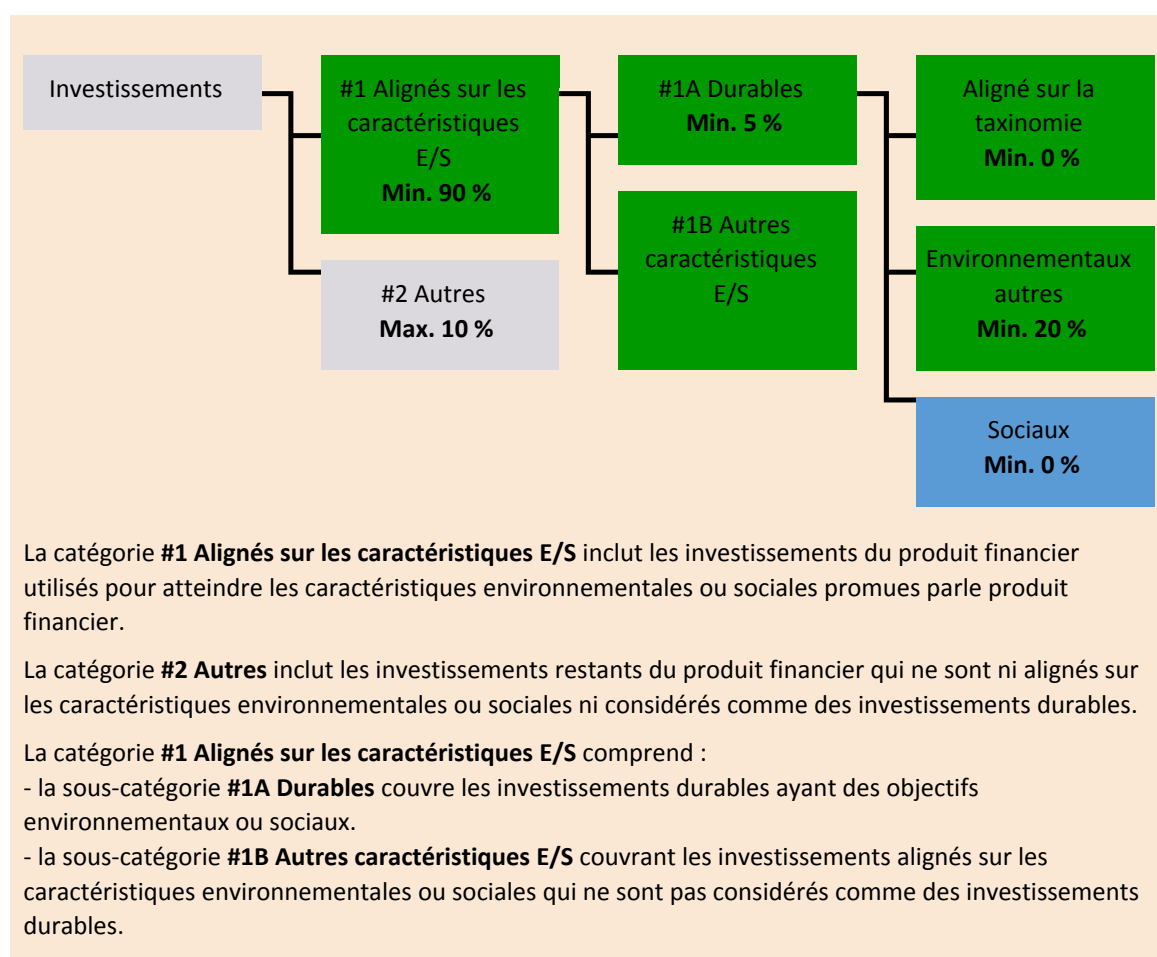 Investissements
#1 Alignés sur les
caractéristiques
E/S
Min. 90 %
#2 Autres
Max. 10 %
#1A Durables
Min. 5 %
#1B Autres
caractéristiques
E/S
Aligné sur la
taxinomie
Min. 0 %
Environnementaux
autres
Min. 20 %
Sociaux
Min. 0 %
La catégorie #1 Alignés sur les caractéristiques E/S inclut les investissements du produit financier
utilisés pour atteindre les caractéristiques environnementales ou sociales promues parle produit
financier.
La catégorie #2 Autres inclut les investissements restants du produit financier qui ne sont ni alignés sur
les caractéristiques environnementales ou sociales ni considérés comme des investissements durables.
La catégorie #1 Alignés sur les caractéristiques E/S comprend :
- la sous-catégorie #1A Durables couvre les investissements durables ayant des objectifs
environnementaux ou sociaux.
- la sous-catégorie #1B Autres caractéristiques E/S couvrant les investissements alignés sur les
caractéristiques environnementales ou sociales qui ne sont pas considérés comme des investissements
durables.